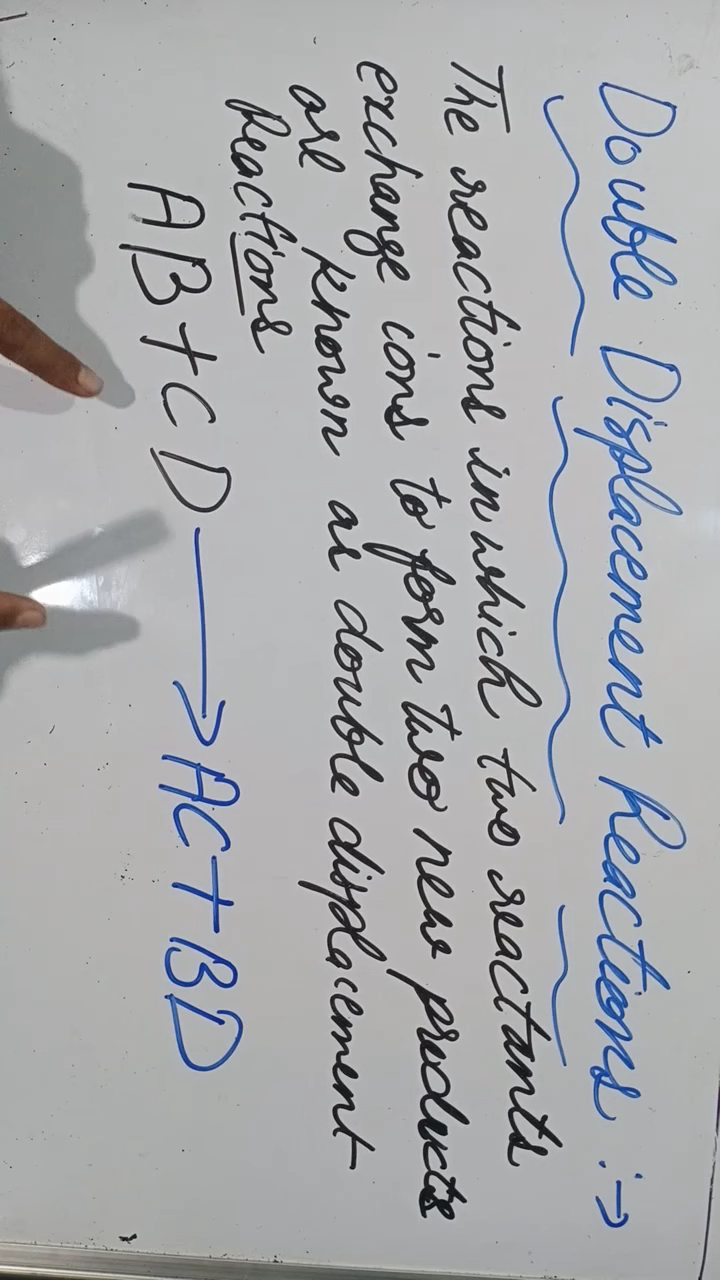 Double Displacement Reactions :→
The reactions in which two reactants
exchange ions to form two new products
are known as double displacement
Reactions
AB + CD → AC + BD